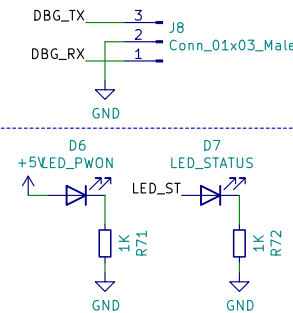 DBG_TX
3
J8
2
Conn_01x03_Male
DBG_RX
1
GND
D6
D7
+5V
LED_PWON
LED_STATUS
LED_ST
1K
R71
1K
R72
GND
GND